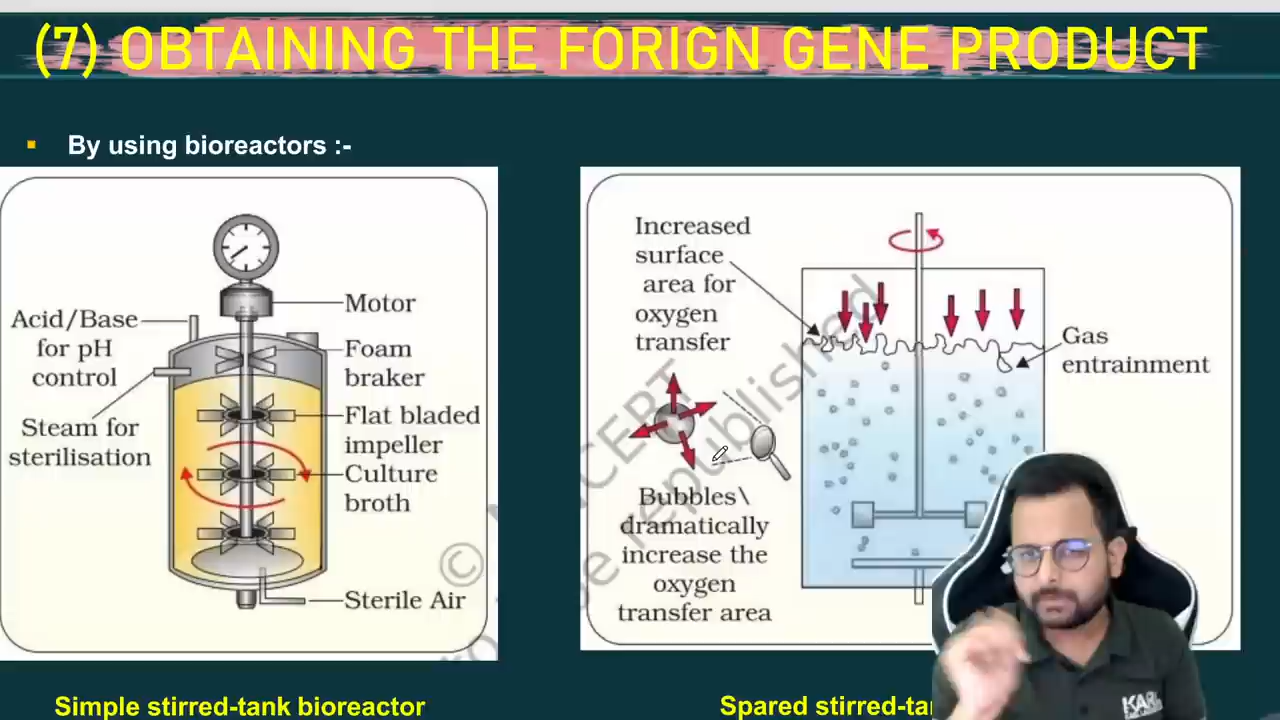 (7) OBTAINING THE FORIGN GENE PRODUCT
▪ By using bioreactors :-
Motor
Acid/Base
for pH
control
Foam
braker
Steam for
sterilisation
Flat bladed
impeller
Culture
broth
Sterile Air
Increased
surface
area for
oxygen
transfer
Gas
entrainment
Bubbles\
dramatically
increase the
oxygen
transfer area
©
republished
Simple stirred-tank bioreactor
Spared